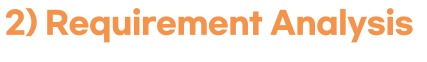 2) Requirement Analysis